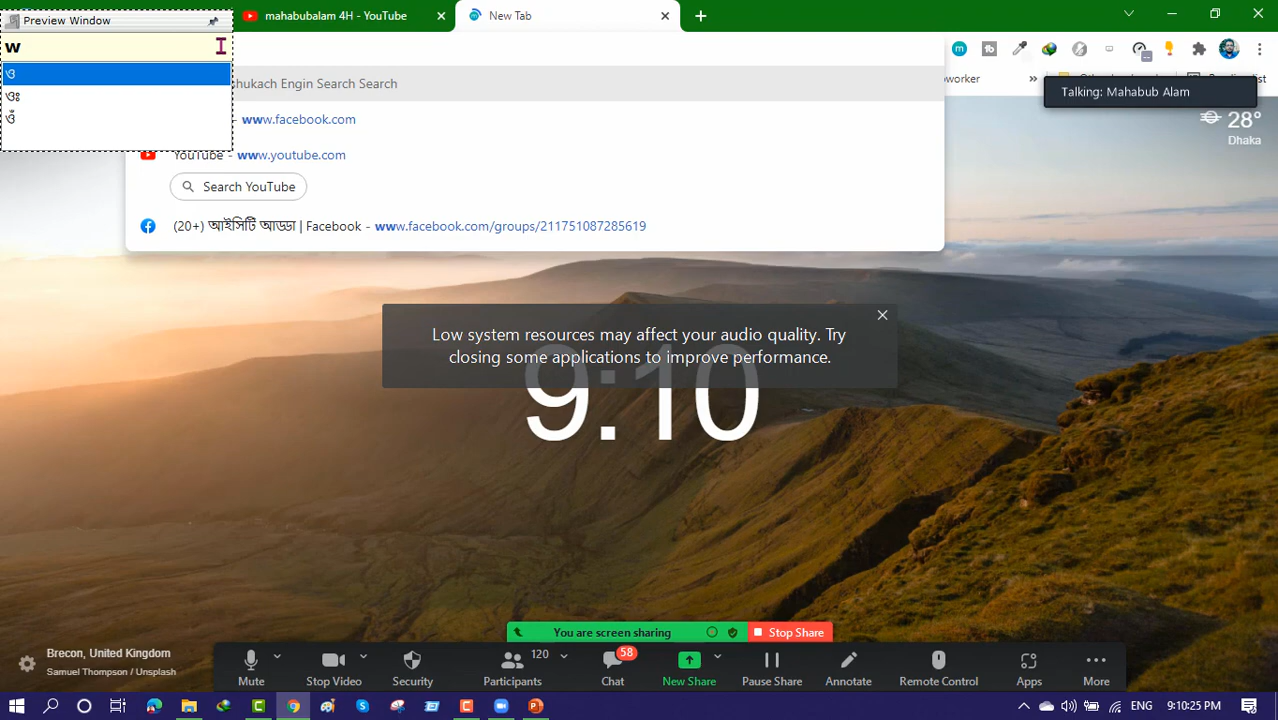 Preview Window
mahabubalam 4H - YouTube
New Tab
w
ও
ওঃ
ওঁ
hukach Engin Search Search
- www.facebook.com
YouTube - www.youtube.com
Search YouTube
(20+) আইসিটি আড্ডা | Facebook - www.facebook.com/groups/211751087285619
oworker
»
Talking: Mahabub Alam
28°
Dhaka
Low system resources may affect your audio quality. Try
closing some applications to improve performance.
9:10
You are screen sharing
Stop Share
Brecon, United Kingdom
Samuel Thompson / Unsplash
120
58
Mute
Stop Video
Security
Participants
Chat
New Share
Pause Share
Annotate
Remote Control
Apps
More
ENG
9:10:25 PM